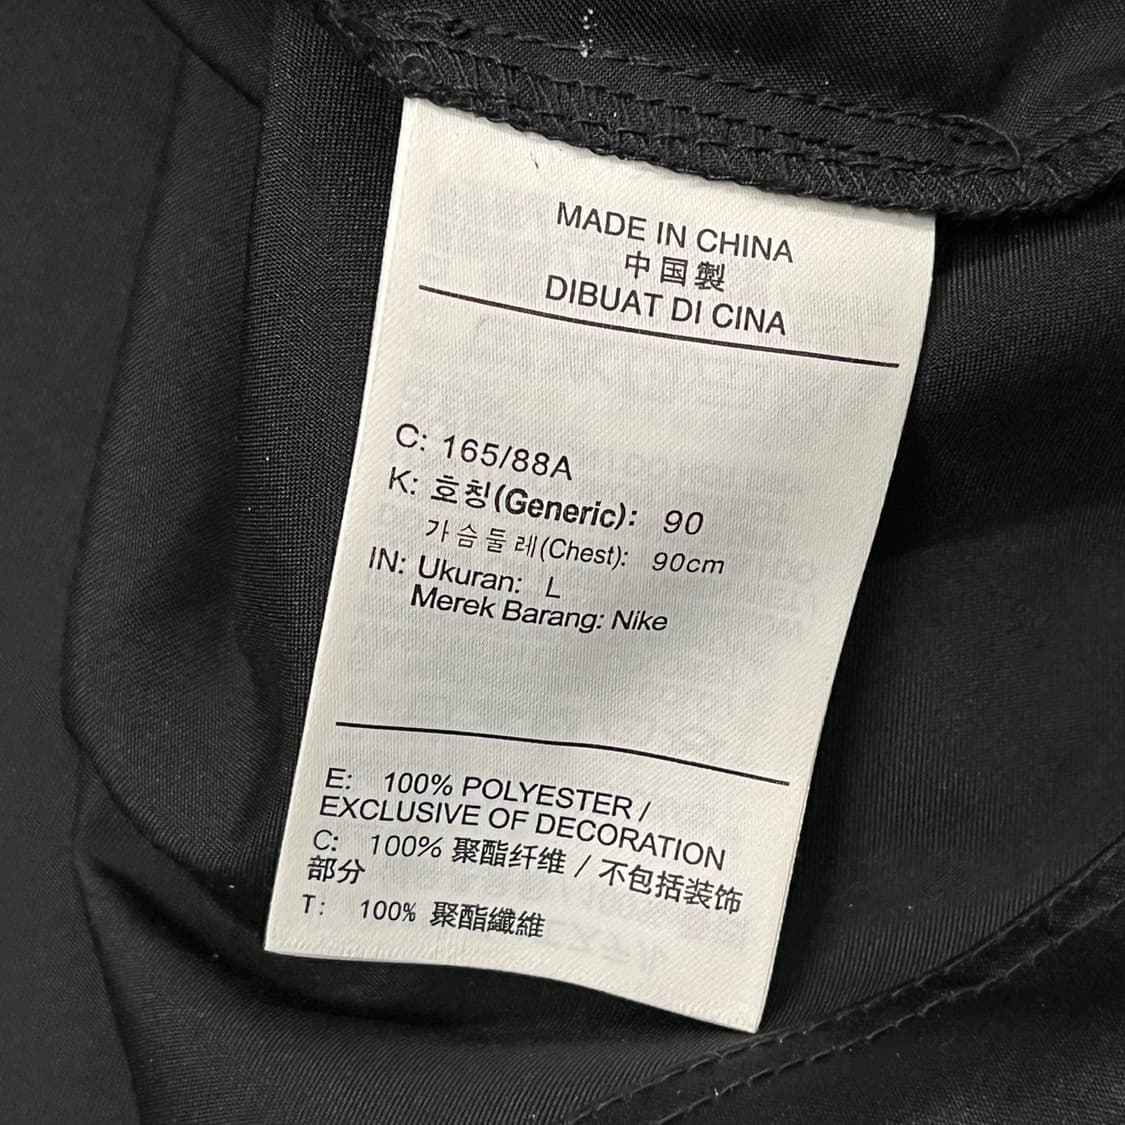 MADE IN CHINA
中国製
DIBUAT DI CINA
C: 165/88A
K: 호칭(Generic): 90
가슴둘레(Chest): 90cm
IN: Ukuran: L
Merek Barang: Nike
E: 100% POLYESTER /
EXCLUSIVE OF DECORATION
C: 100% 聚酯纤维 / 不包括装饰
部分
T: 100% 聚酯纖維